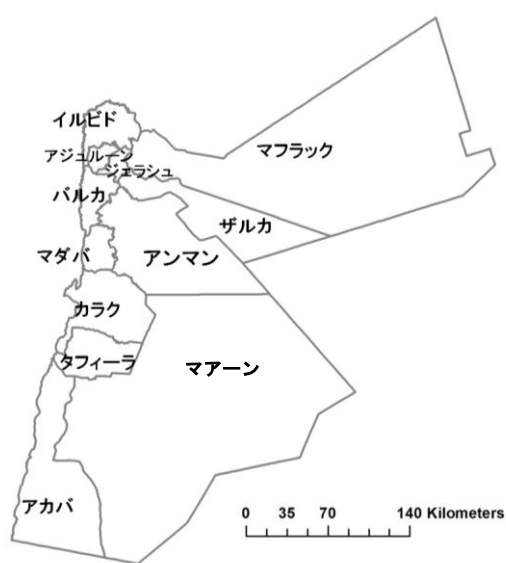 イルビド
アジュルーン
ジェラシュ
マフラック
バルカ
ザルカ
マダバ
アンマン
カラク
タフィーラ
マアーン
アカバ
0 35 70 140 Kilometers